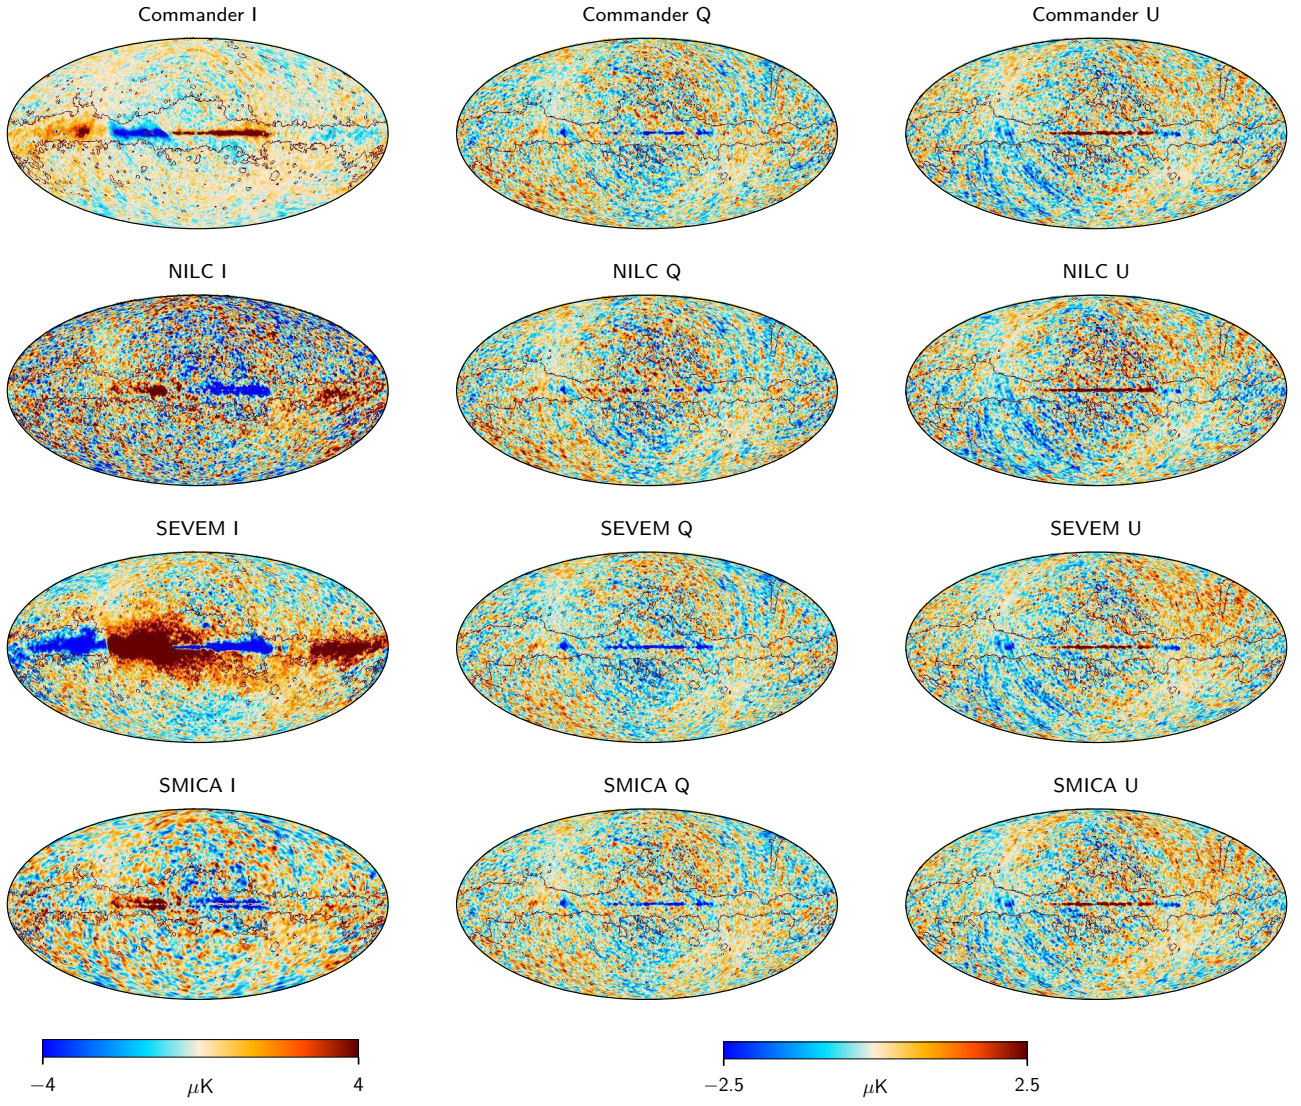 Commander I
Commander Q
Commander U
NILC I
NILC Q
NILC U
SEVEM I
SEVEM Q
SEVEM U
SMICA I
SMICA Q
SMICA U
−4
μK
4
−2.5
μK
2.5